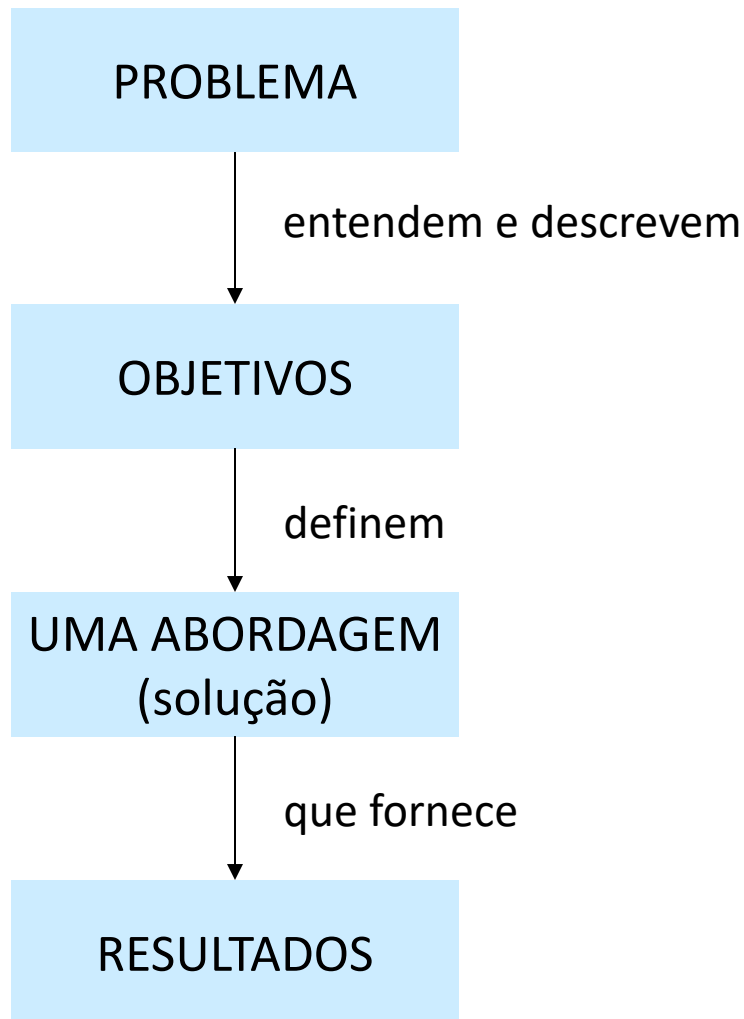 PROBLEMA
entendem e descrevem
OBJETIVOS
definem
UMA ABORDAGEM
(solução)
que fornece
RESULTADOS